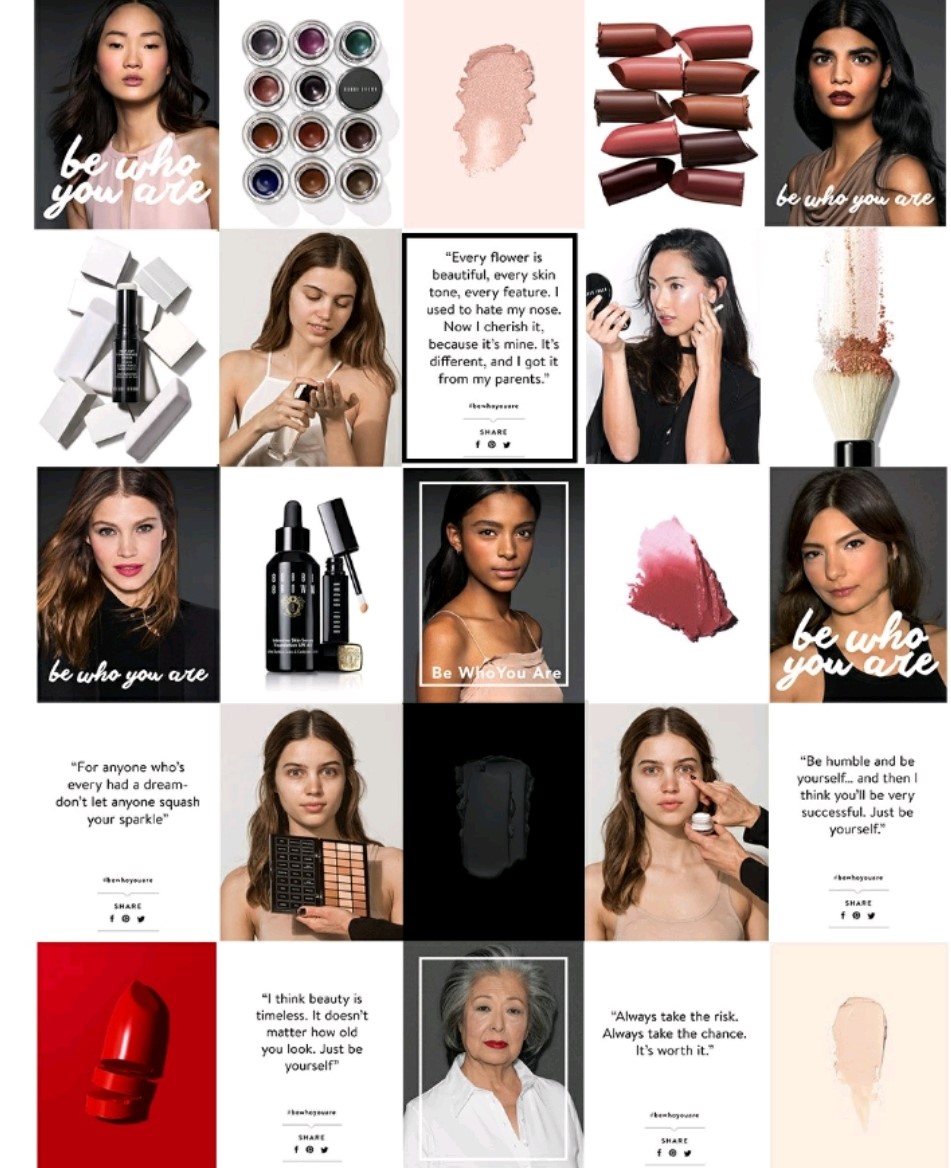 be who
you are
BOBBI BROWN
be who you are
“Every flower is
beautiful, every skin
tone, every feature. I
used to hate my nose.
Now I cherish it,
because it’s mine. It’s
different, and I got it
from my parents.”
#bewhoyouare
SHARE
be who you are
BOBBI
BROWN
Intensive Skin Serum
Foundation SPF 40
BOBBI BROWN
Be WhoYou Are
be who
you are
“For anyone who’s
every had a dream-
don’t let anyone squash
your sparkle”
#bewhoyouare
SHARE
“Be humble and be
yourself... and then I
think you’ll be very
successful. Just be
yourself.”
#bewhoyouare
SHARE
“I think beauty is
timeless. It doesn’t
matter how old
you look. Just be
yourself”
#bewhoyouare
SHARE
“Always take the risk.
Always take the chance.
It’s worth it.”
#bewhoyouare
SHARE